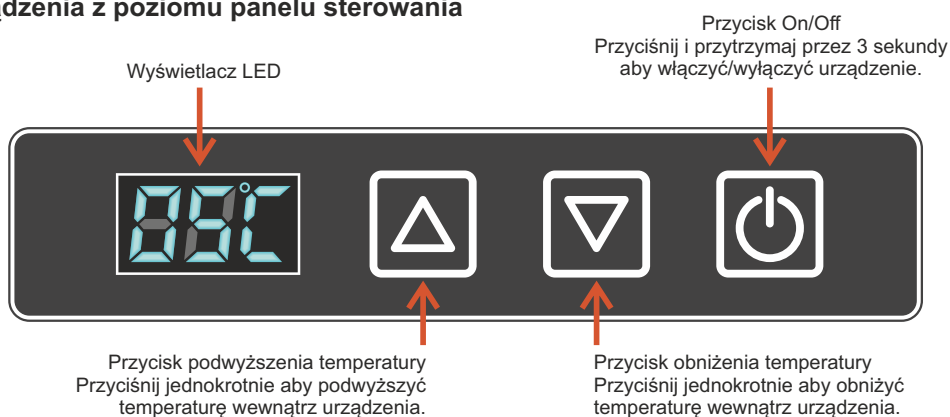 ądzenia z poziomu panelu sterowania
Przycisk On/Off
Przyciśnij i przytrzymaj przez 3 sekundy
aby włączyć/wyłączyć urządzenie.
Wyświetlacz LED
05°C
Przycisk podwyższenia temperatury
Przyciśnij jednokrotnie aby podwyższyć
temperaturę wewnątrz urządzenia.
Przycisk obniżenia temperatury
Przyciśnij jednokrotnie aby obniżyć
temperaturę wewnątrz urządzenia.